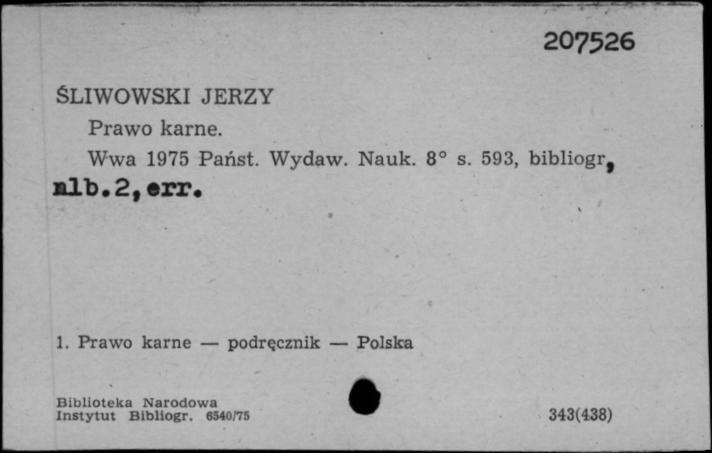 207526
ŚLIWOWSKI JERZY
Prawo karne.
Wwa 1975 Państ. Wydaw. Nauk. 8° s. 593, bibliogr,
nlb.2,err.
1. Prawo karne — podręcznik — Polska
Biblioteka Narodowa
Instytut Bibliogr. 6540/75
343(438)